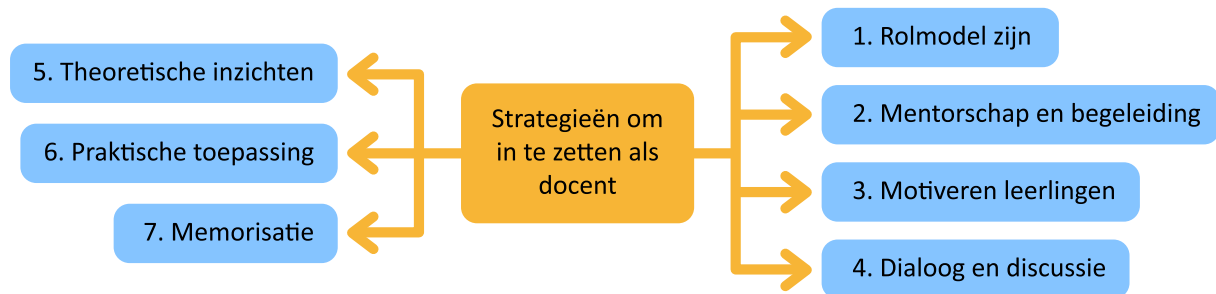 Strategieën om
in te zetten als
docent
1. Rolmodel zijn
2. Mentorschap en begeleiding
3. Motiveren leerlingen
4. Dialoog en discussie
5. Theoretische inzichten
6. Praktische toepassing
7. Memorisatie